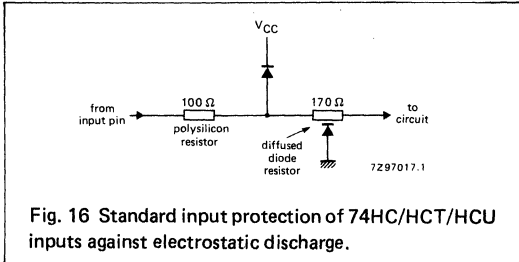 VCC
from
input pin
100 Ω
polysilicon
resistor
170 Ω
diffused
diode
resistor
to
circuit
7Z97017.1
Fig. 16 Standard input protection of 74HC/HCT/HCU
inputs against electrostatic discharge.